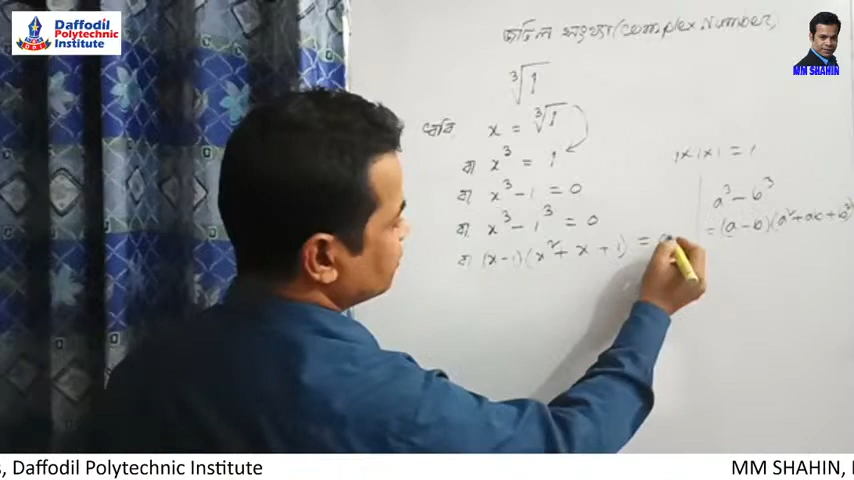 Daffodil
Polytechnic
Institute
জটিল সংখ্যা (Complex Number)
∛1
ধরি, x = ∛1
বা x³ = 1
1×1×1 = 1
বা, x³-1 = 0
a³ - b³
বা, x³ - 1³ = 0
= (a-b)(a²+ab+b²)
বা (x-1)(x²+x+1) =
MM SHAHIN
s, Daffodil Polytechnic Institute
MM SHAHIN,